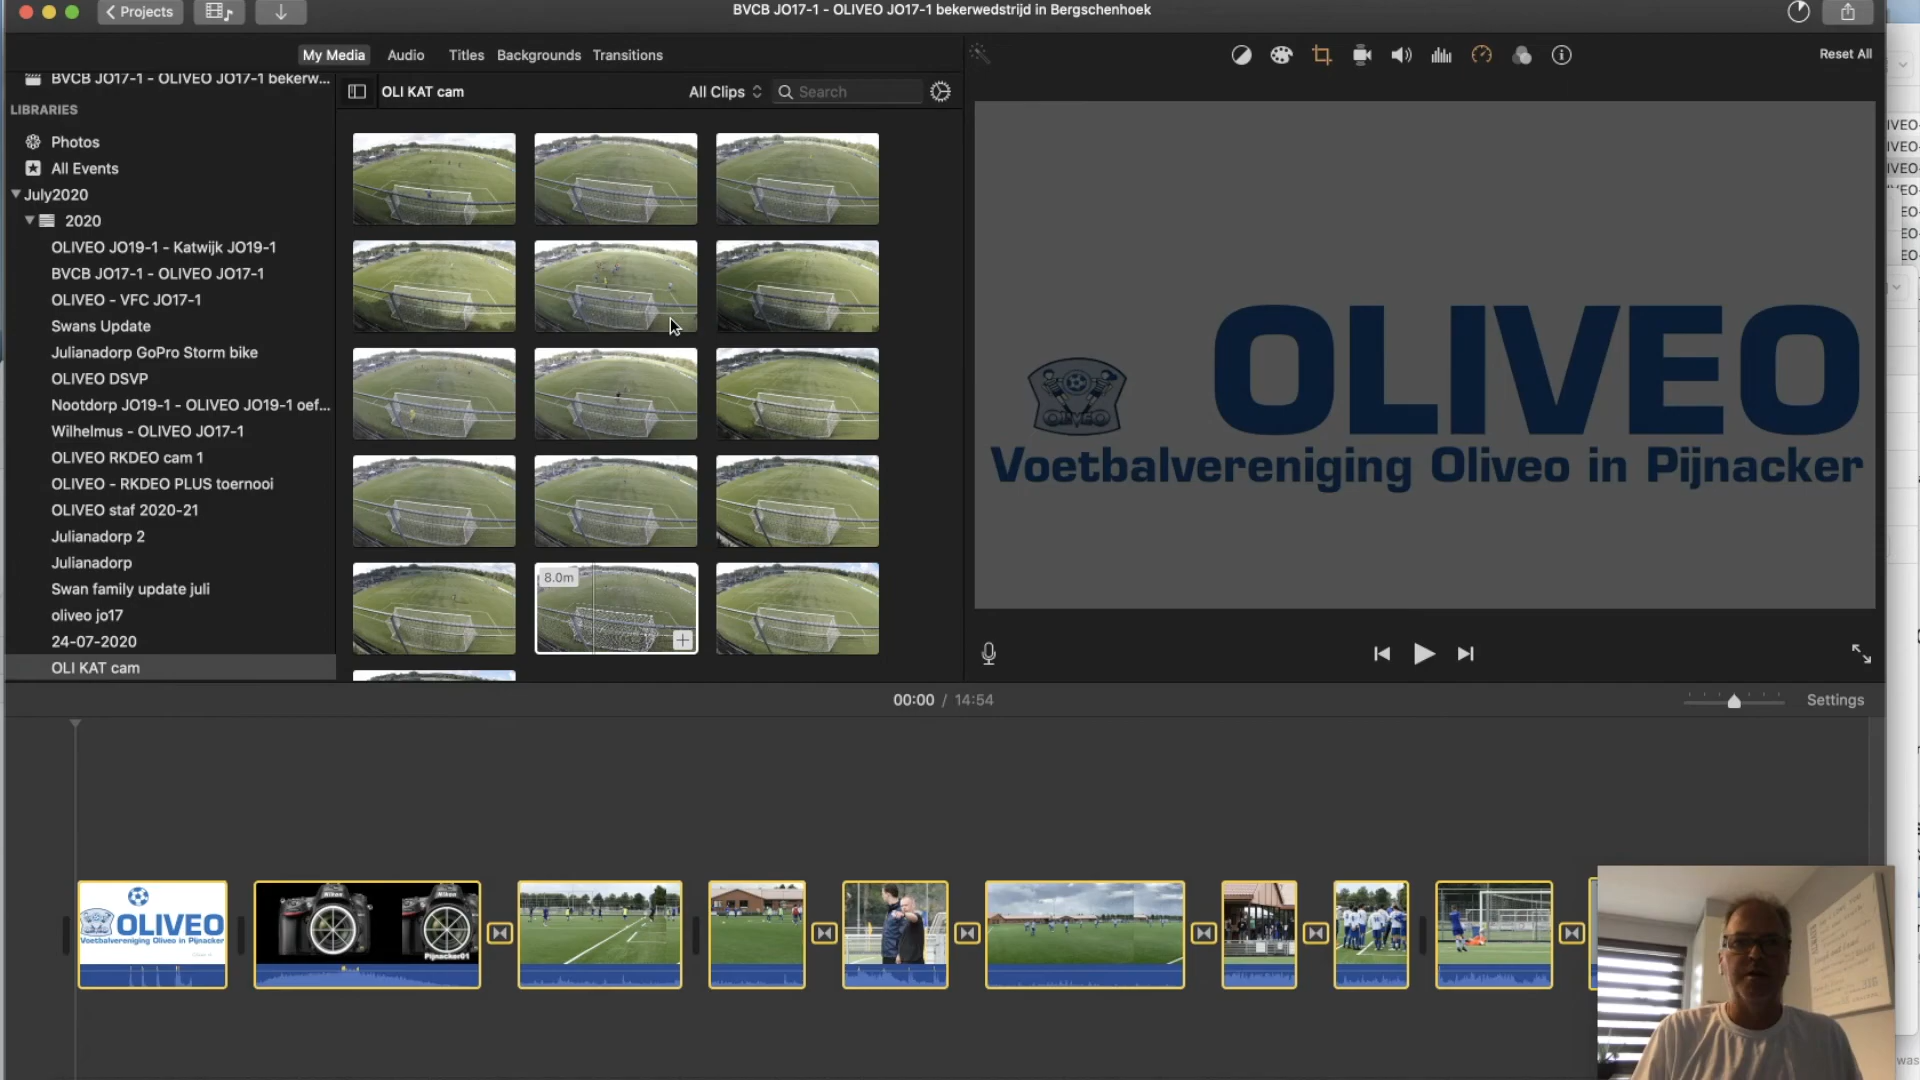 Projects
BVCB JO17-1 - OLIVEO JO17-1 bekerwedstrijd in Bergschenhoek
My Media
Audio
Titles
Backgrounds
Transitions
Reset All
BVCB JO17-1 - OLIVEO JO17-1 bekerw...
OLI KAT cam
All Clips
Search
LIBRARIES
Photos
All Events
July2020
2020
OLIVEO JO19-1 - Katwijk JO19-1
BVCB JO17-1 - OLIVEO JO17-1
OLIVEO - VFC JO17-1
Swans Update
Julianadorp GoPro Storm bike
OLIVEO DSVP
Nootdorp JO19-1 - OLIVEO JO19-1 oef...
Wilhelmus - OLIVEO JO17-1
OLIVEO RKDEO cam 1
OLIVEO - RKDEO PLUS toernooi
OLIVEO staf 2020-21
Julianadorp 2
Julianadorp
Swan family update juli
oliveo jo17
24-07-2020
OLI KAT cam
8.0m
OLIVEO
OLIVEO
Voetbalvereniging Oliveo in Pijnacker
00:00 / 14:54
Settings
OLIVEO
Voetbalvereniging Oliveo in Pijnacker
Nikon
Nikon
Pijnacker01
was